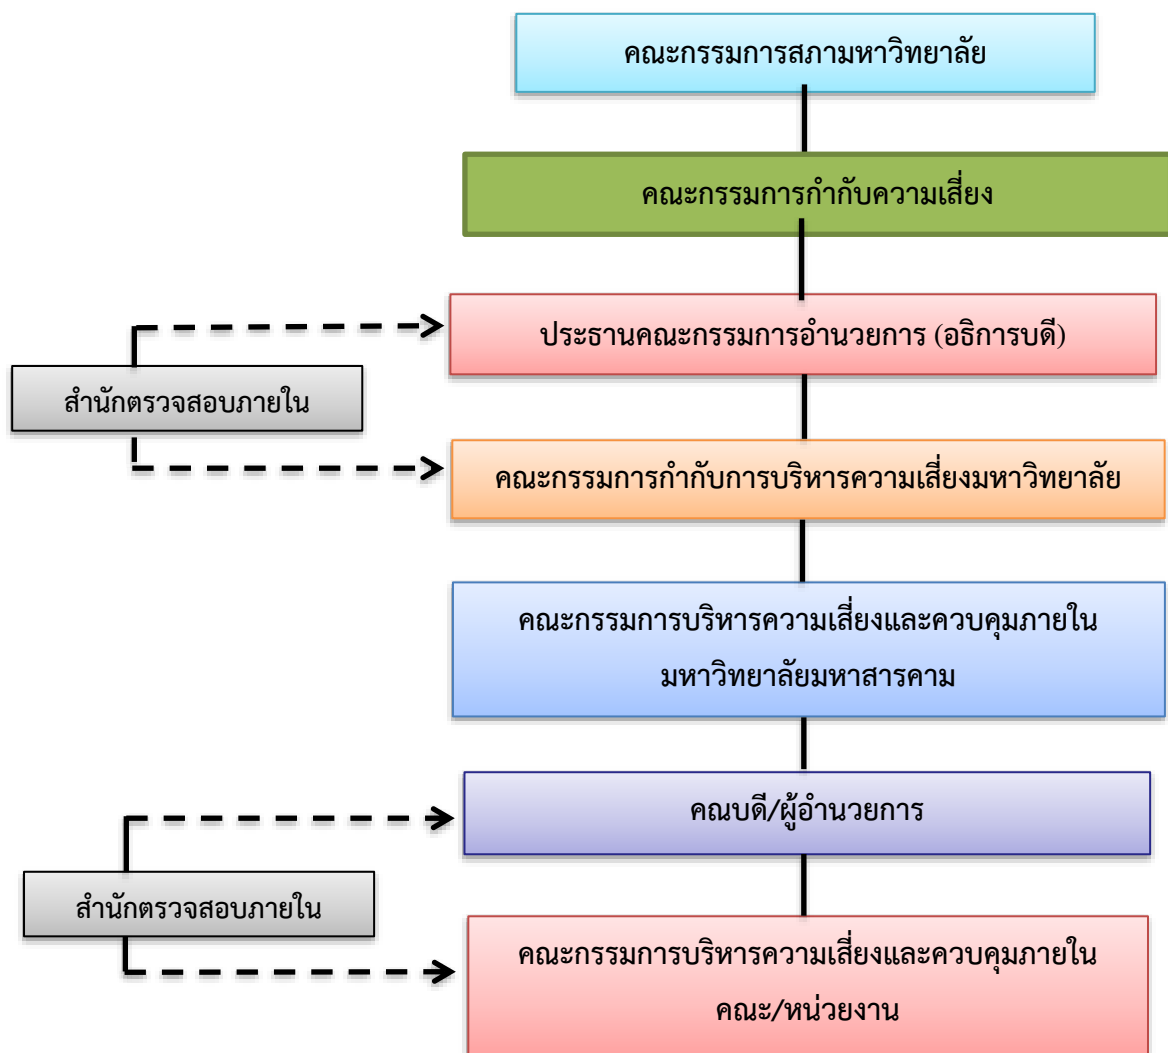 คณะกรรมการสภามหาวิทยาลัย
คณะกรรมการกำกับความเสี่ยง
ประธานคณะกรรมการอำนวยการ (อธิการบดี)
สำนักตรวจสอบภายใน
คณะกรรมการกำกับการบริหารความเสี่ยงมหาวิทยาลัย
คณะกรรมการบริหารความเสี่ยงและควบคุมภายใน
มหาวิทยาลัยมหาสารคาม
คณบดี/ผู้อำนวยการ
สำนักตรวจสอบภายใน
คณะกรรมการบริหารความเสี่ยงและควบคุมภายใน
คณะ/หน่วยงาน